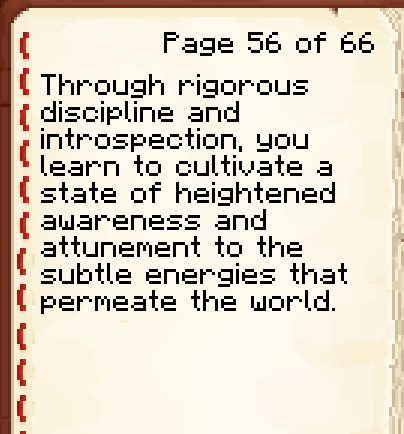 Page 56 of 66
Through rigorous
discipline and
introspection, you
learn to cultivate a
state of heightened
awareness and
attunement to the
subtle energies that
permeate the world.